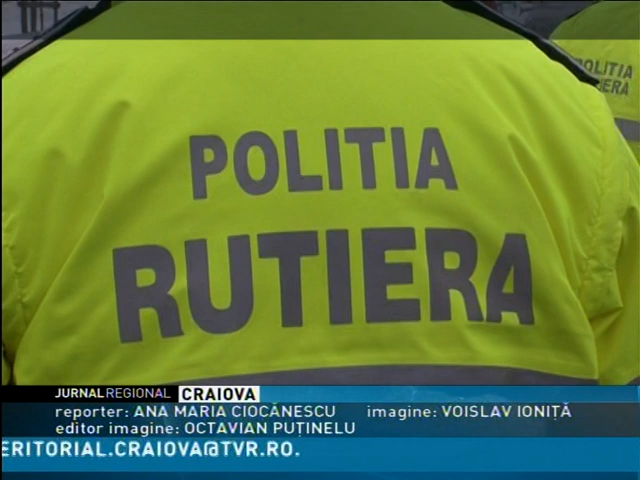 POLITIA
RUTIERA
POLITIA
JURNALREGIONAL CRAIOVA
reporter: ANA MARIA CIOCĂNESCU imagine: VOISLAV IONIȚĂ
editor imagine: OCTAVIAN PUȚINELU
ERITORIAL.CRAIOVA@TVR.RO.